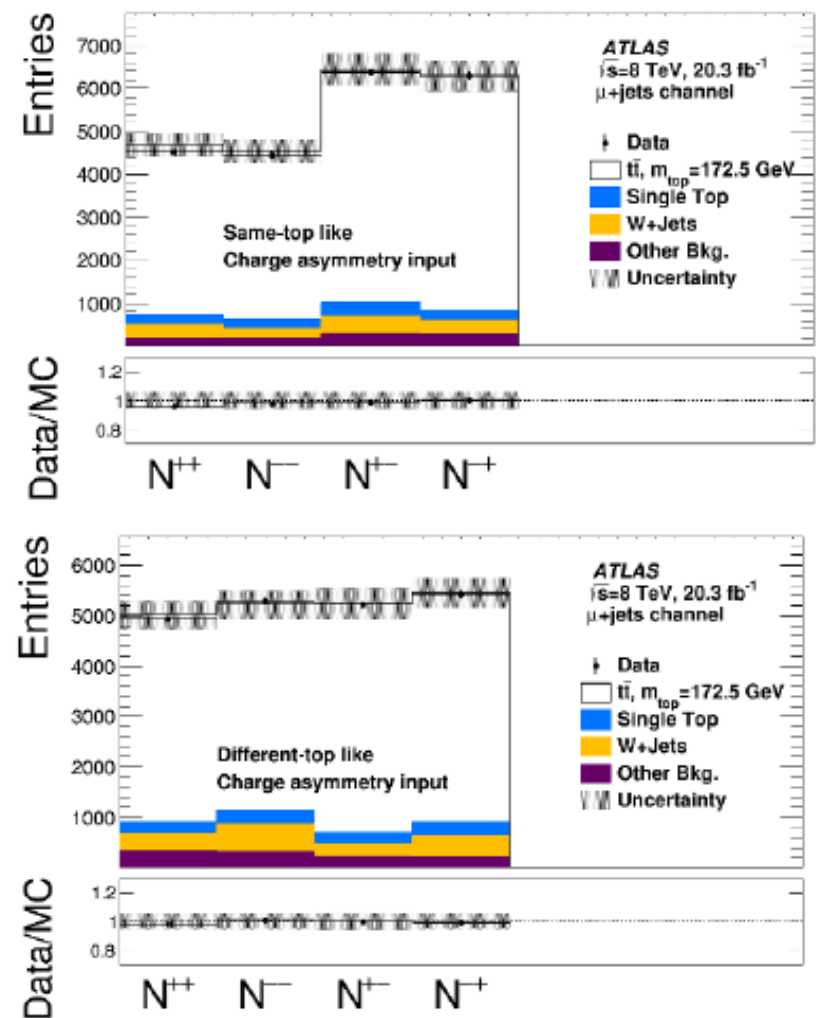 Entries
7000
6000
5000
4000
3000
2000
1000
ATLAS
√s=8 TeV, 20.3 fb⁻¹
μ+jets channel
Data
tt̄, m_top=172.5 GeV
Single Top
W+Jets
Other Bkg.
Uncertainty
Same-top like
Charge asymmetry input
Data/MC
1.2
1
0.8
N⁺⁺ N⁻⁻ N⁺⁻ N⁻⁺
Entries
6000
5000
4000
3000
2000
1000
ATLAS
√s=8 TeV, 20.3 fb⁻¹
μ+jets channel
Data
tt̄, m_top=172.5 GeV
Single Top
W+Jets
Other Bkg.
Uncertainty
Different-top like
Charge asymmetry input
Data/MC
1.2
1
0.8
N⁺⁺ N⁻⁻ N⁺⁻ N⁻⁺